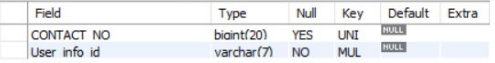 Field Type Null Key Default Extra
CONTACT_NO bigint(20) YES UNI NULL
User_info_id varchar(7) NO MUL NULL